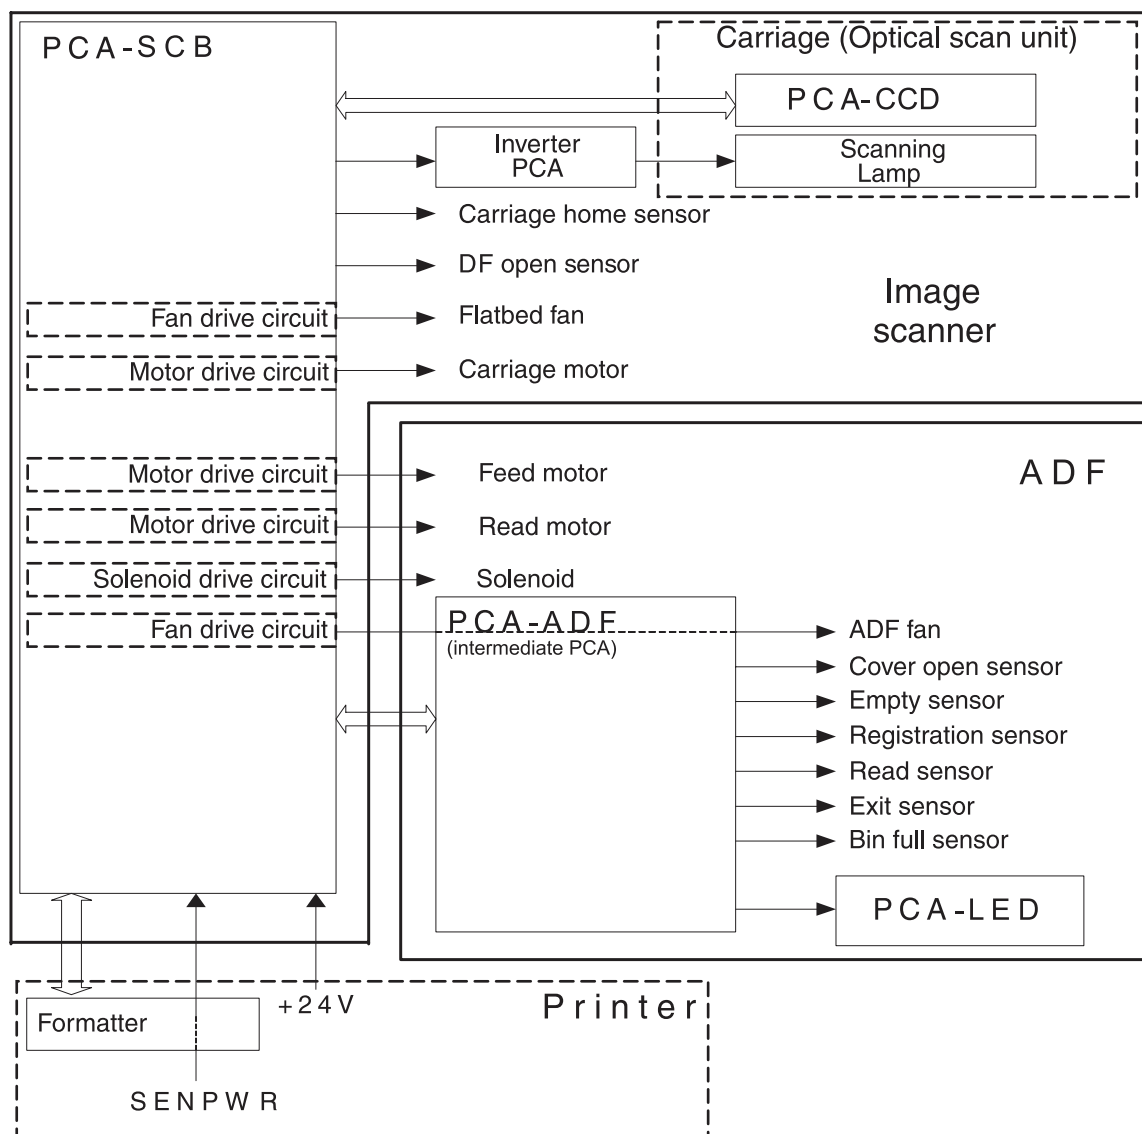 PCA-SCB
Carriage (Optical scan unit)
PCA-CCD
Inverter
PCA
Scanning
Lamp
Carriage home sensor
DF open sensor
Fan drive circuit
Flatbed fan
Motor drive circuit
Carriage motor
Image
scanner
ADF
Motor drive circuit
Feed motor
Motor drive circuit
Read motor
Solenoid drive circuit
Solenoid
Fan drive circuit
PCA-ADF
(intermediate PCA)
ADF fan
Cover open sensor
Empty sensor
Registration sensor
Read sensor
Exit sensor
Bin full sensor
PCA-LED
Printer
+24V
Formatter
SENPWR